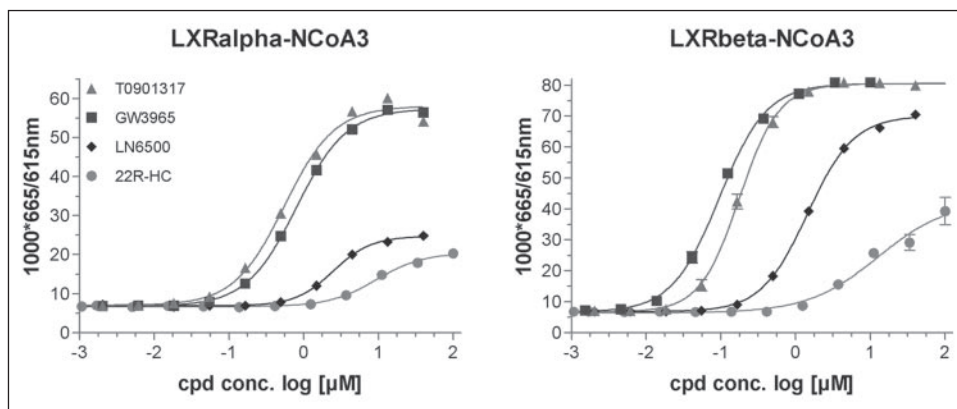 LXRalpha-NCoA3
1000*665/615nm
60
50
40
30
20
10
0
T0901317
GW3965
LN6500
22R-HC
-3
-2
-1
0
1
2
cpd conc. log [µM]
LXRbeta-NCoA3
1000*665/615nm
80
70
60
50
40
30
20
10
0
-3
-2
-1
0
1
2
cpd conc. log [µM]